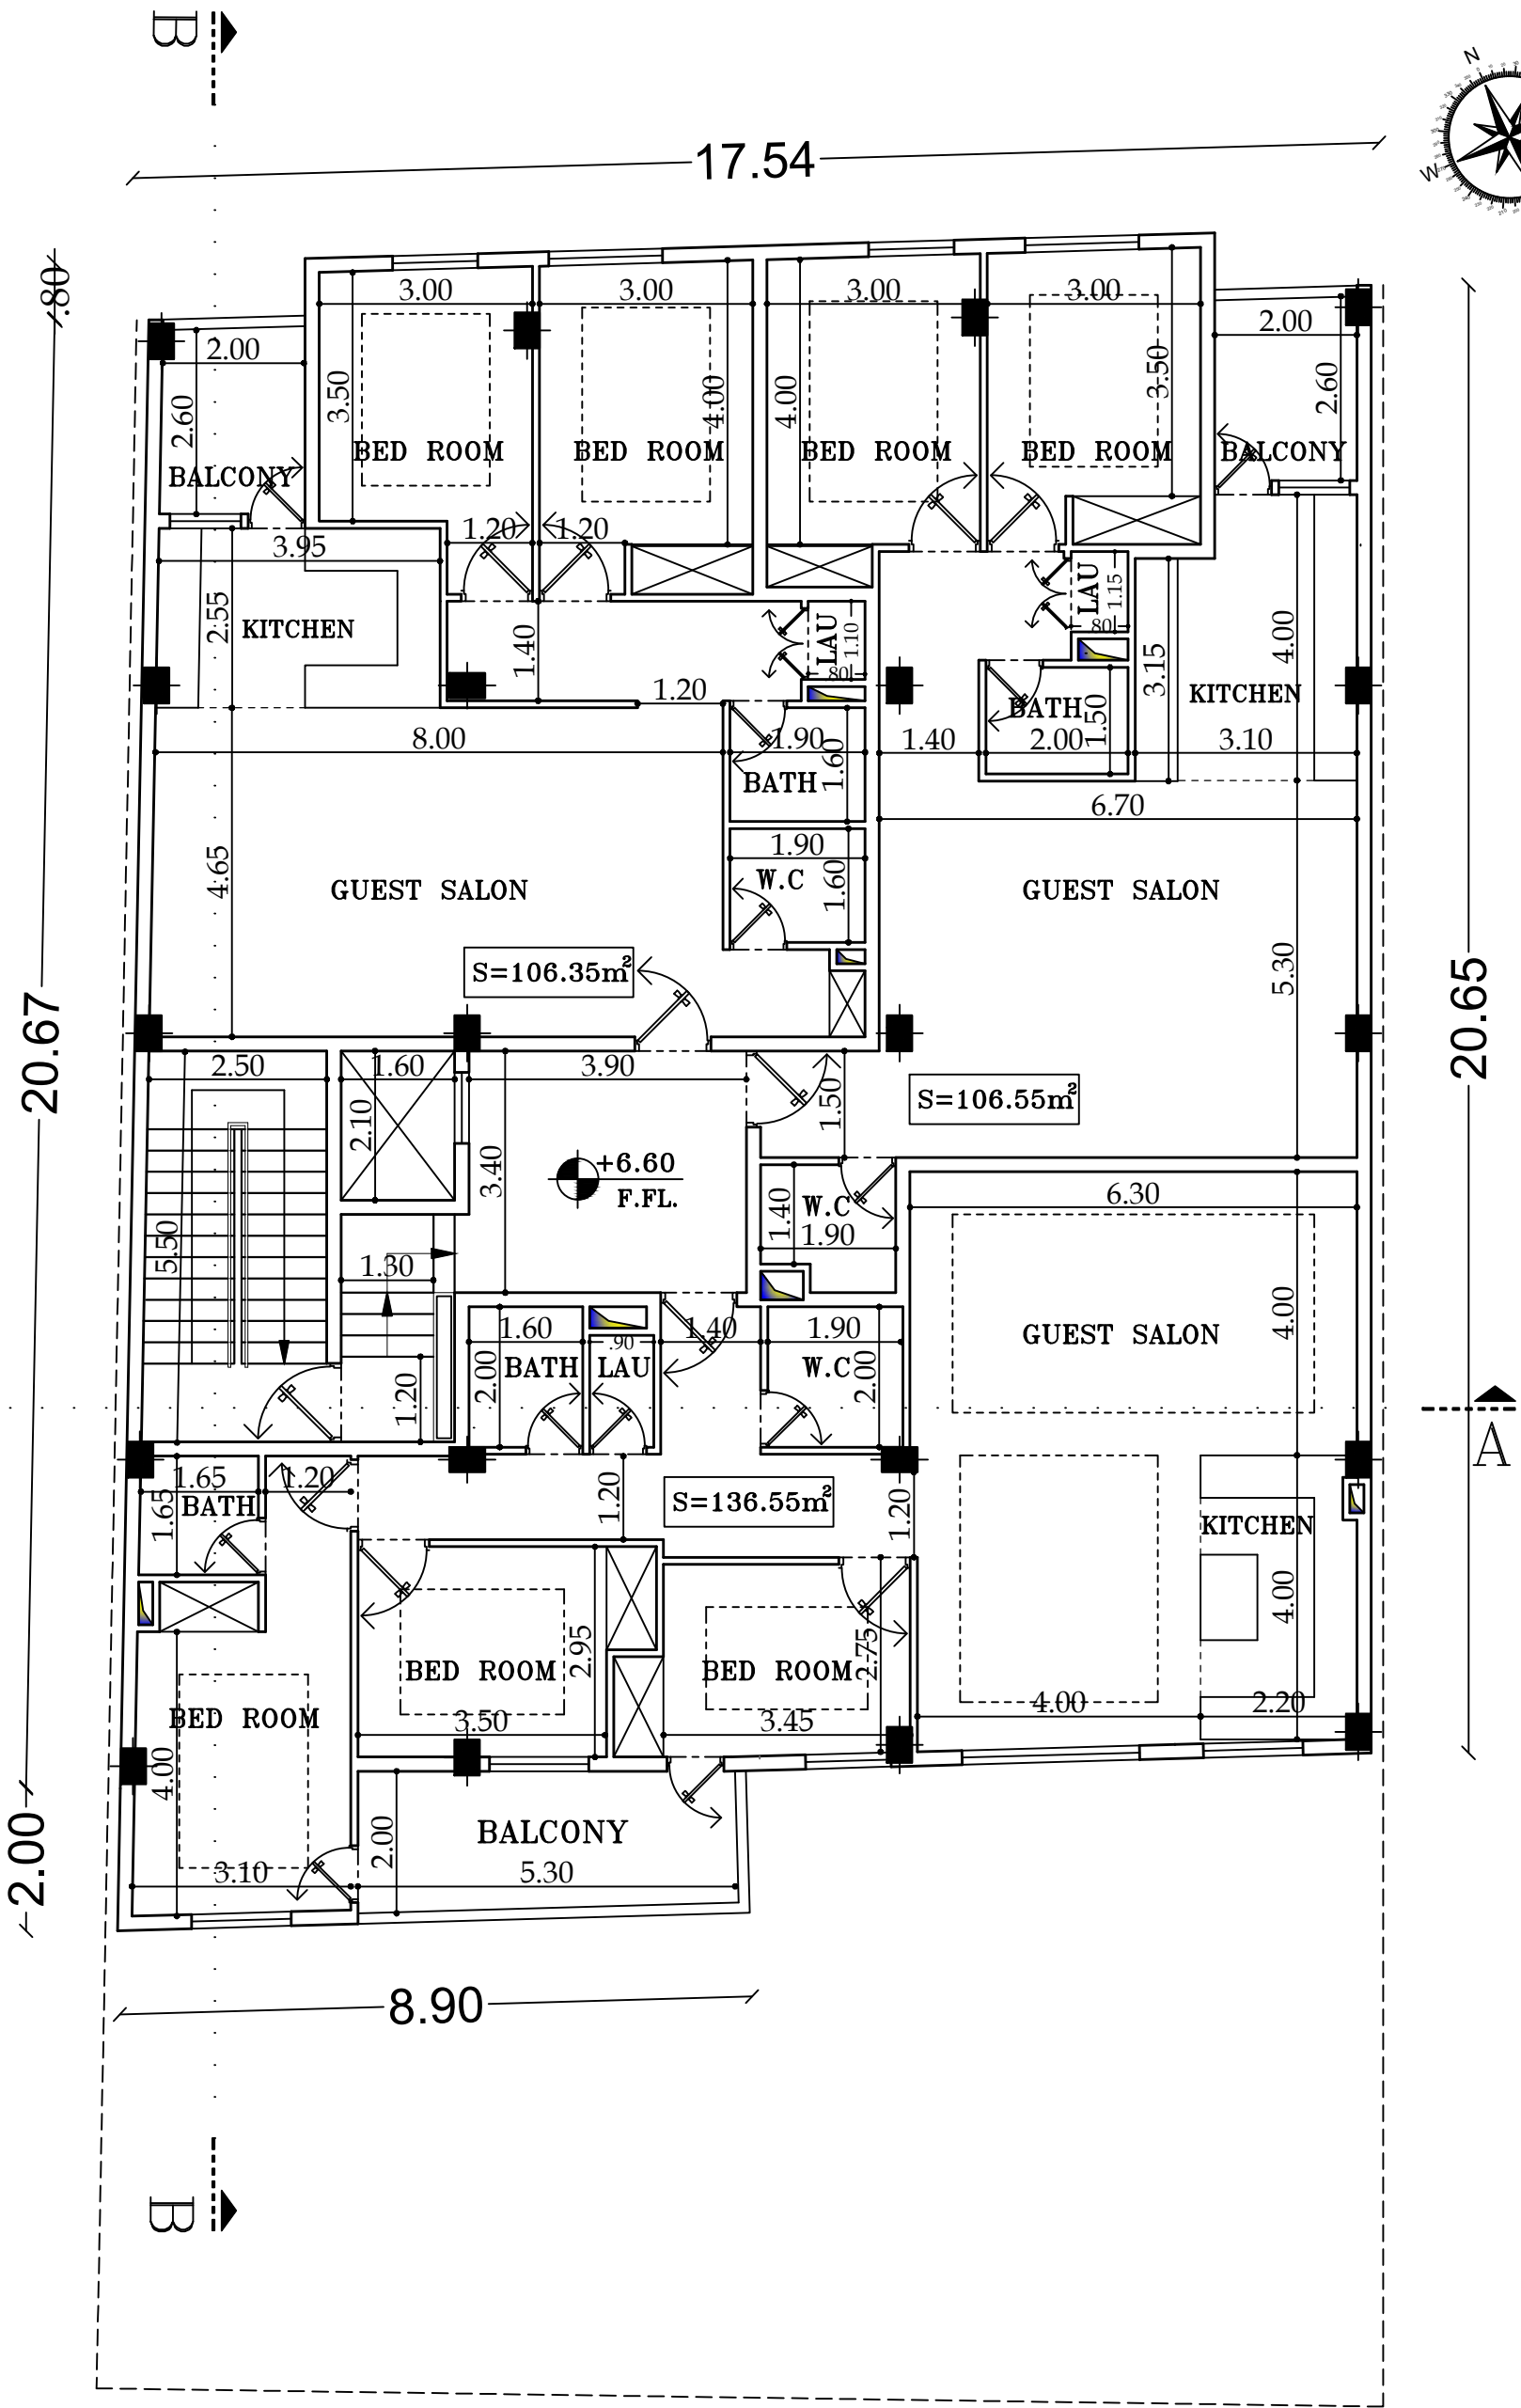 B
N
W
17.54
.80
3.00
3.00
3.00
3.00
2.00
2.00
2.60
3.50
4.00
4.00
3.50
2.60
BED ROOM
BED ROOM
BED ROOM
BED ROOM
BALCONY
BALCONY
1.20
1.20
3.95
2.55
KITCHEN
1.40
LAU
1.10
80
LAU
1.15
80
4.00
3.15
1.20
BATH
1.50
KITCHEN
8.00
1.90
1.60
BATH
1.40
2.00
3.10
6.70
1.90
W.C
1.60
4.65
GUEST SALON
GUEST SALON
5.30
S=106.35m²
20.67
20.65
2.50
1.60
3.90
1.50
S=106.55m²
2.10
3.40
+6.60
F.FL.
1.40
W.C
1.90
6.30
5.50
1.30
1.60
.90
1.40
1.90
GUEST SALON
4.00
2.00
BATH
LAU
W.C
2.00
1.20
A
1.65
1.20
1.65
BATH
1.20
S=136.55m²
1.20
KITCHEN
4.00
2.95
2.75
BED ROOM
BED ROOM
BED ROOM
3.50
3.45
4.00
2.20
4.00
2.00
2.00
BALCONY
3.10
5.30
8.90
B